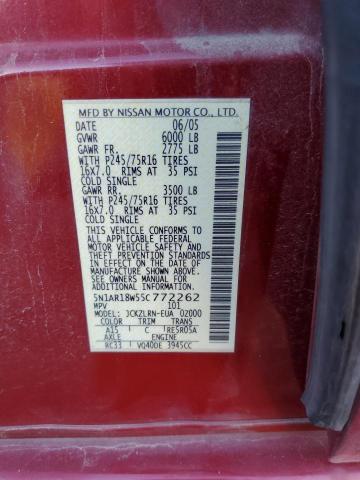 MFD BY NISSAN MOTOR CO., LTD.
DATE 06/05
GVWR 6000 LB
GAWR FR. 2775 LB
WITH P245/75R16 TIRES
16X7.0 RIMS AT 35 PSI
COLD SINGLE
GAWR RR. 3500 LB
WITH P245/75R16 TIRES
16X7.0 RIMS AT 35 PSI
COLD SINGLE
THIS VEHICLE CONFORMS TO
ALL APPLICABLE U.S. FEDERAL
MOTOR VEHICLE SAFETY AND
THEFT PREVENTION STANDARDS
IN EFFECT ON THE DATE OF
MANUFACTURE SHOWN ABOVE.
SEE OWNERS MANUAL FOR
ADDITIONAL INFO.
5N1AR18W55C772262
MPV 101
MODEL: JCKZLRN-EUA 02000
COLOR TRIM TRANS
A15 C RE5R05A
AXLE ENGINE
RC33 VQ40DE 3945CC